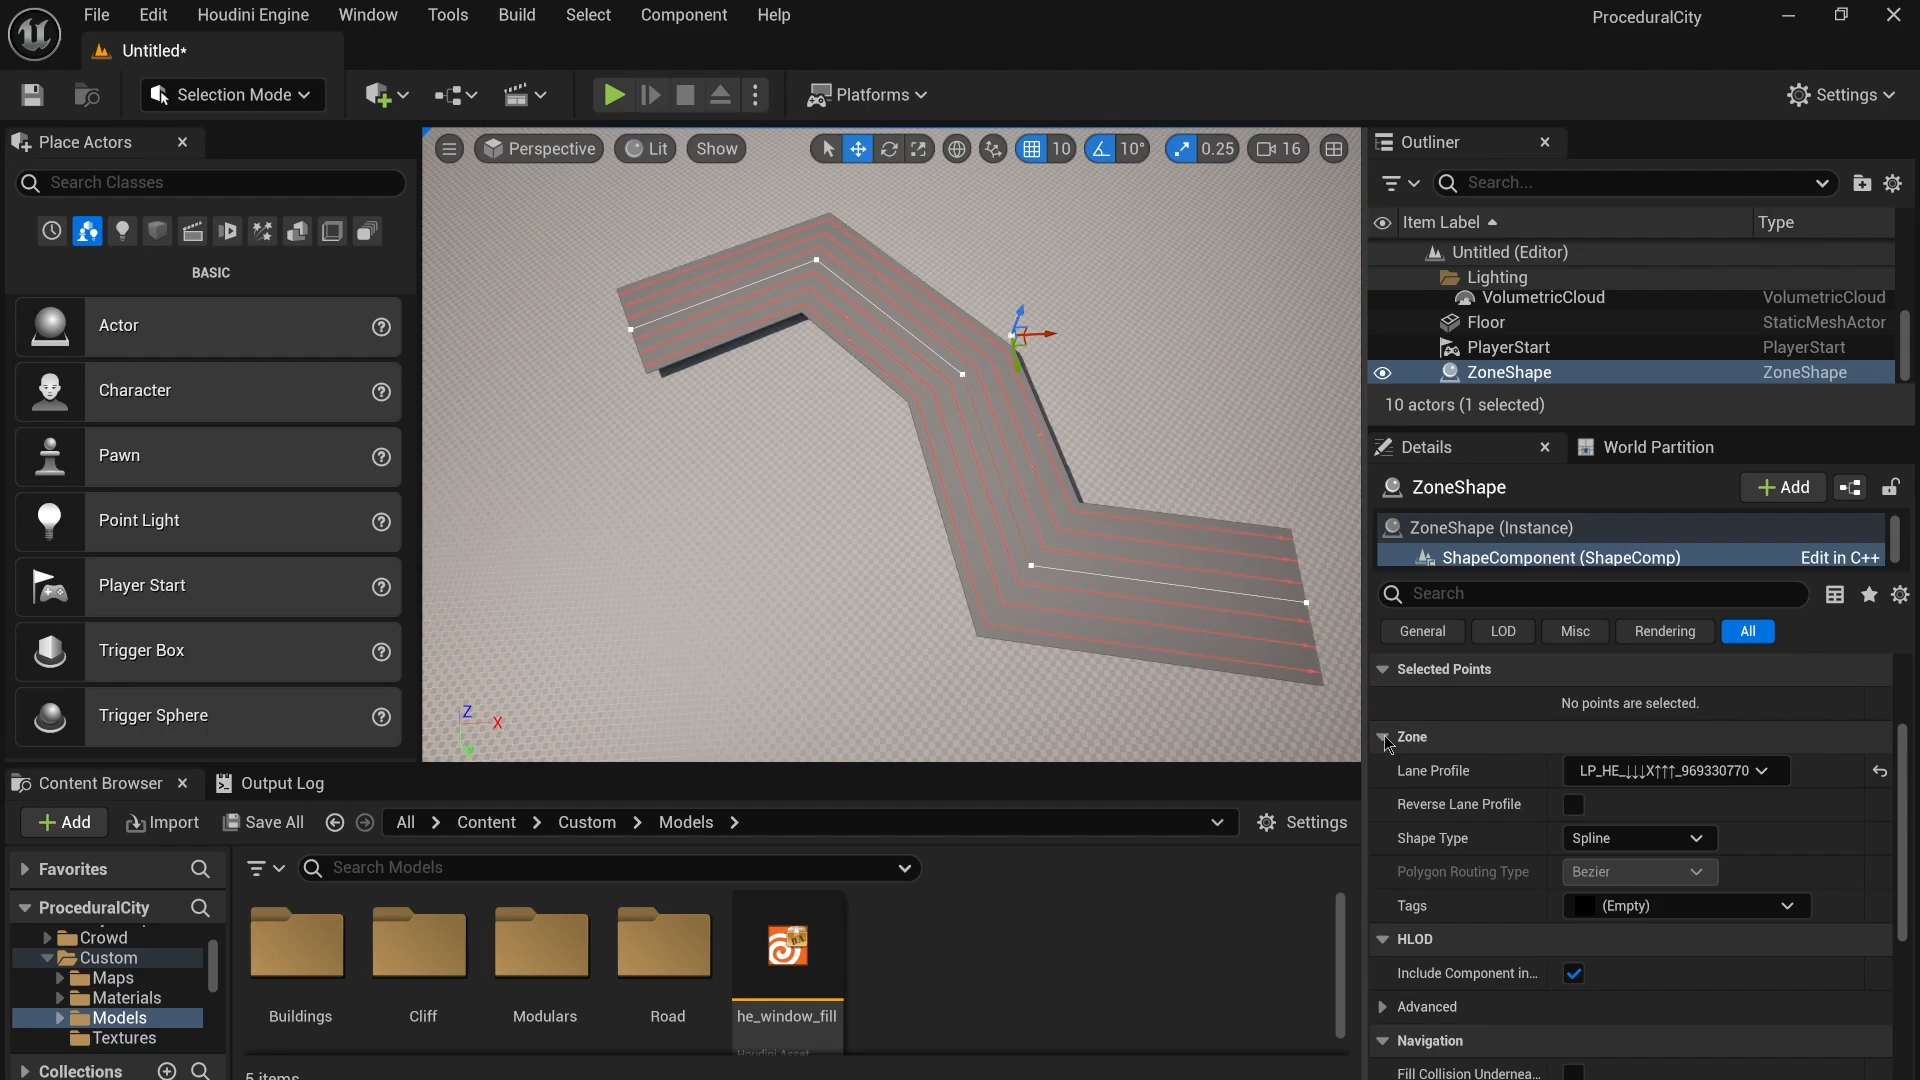 File Edit Houdini Engine Window Tools Build Select Component Help ProceduralCity
Untitled*
Selection Mode Platforms Settings
Place Actors
Search Classes
BASIC
Actor
Character
Pawn
Point Light
Player Start
Trigger Box
Trigger Sphere
Perspective Lit Show 10 10° 0.25 16
Z X
Outliner
Search...
Item Label Type
Untitled (Editor)
Lighting
VolumetricCloud VolumetricCloud
Floor StaticMeshActor
PlayerStart PlayerStart
ZoneShape ZoneShape
10 actors (1 selected)
Details World Partition
ZoneShape Add
ZoneShape (Instance)
ShapeComponent (ShapeComp) Edit in C++
Search
General LOD Misc Rendering All
Selected Points
No points are selected.
Zone
Lane Profile LP_HE_↓↓↓X↑↑↑_969330770
Reverse Lane Profile
Shape Type Spline
Polygon Routing Type Bezier
Tags (Empty)
HLOD
Include Component in...
Advanced
Navigation
Fill Collision Undernea...
Content Browser Output Log
Add Import Save All All Content Custom Models Settings
Favorites
ProceduralCity
Crowd
Custom
Maps
Materials
Models
Textures
Collections
Search Models
Buildings Cliff Modulars Road he_window_fill
Houdini Asset
5 items